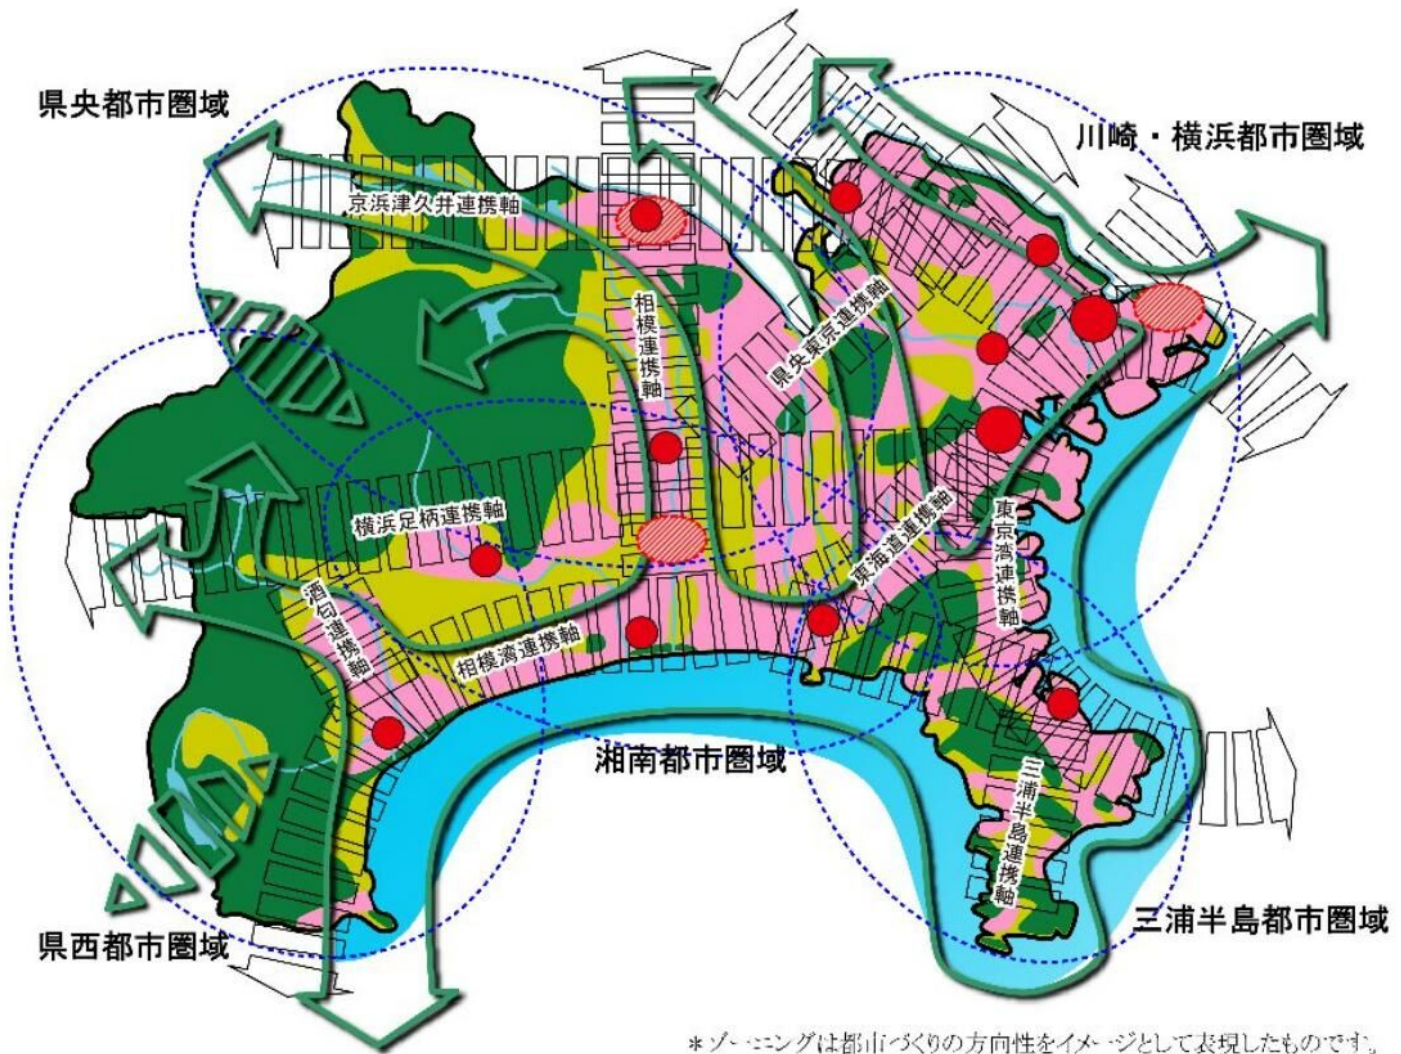 県央都市圏域
川崎・横浜都市圏域
京浜津久井連携軸
相模連携軸
県央東京連携軸
横浜足柄連携軸
東海道連携軸
東京湾連携軸
酒匂連携軸
相模湾連携軸
湘南都市圏域
三浦半島連携軸
県西都市圏域
三浦半島都市圏域
*ゾーニングは都市づくりの方向性をイメージとして表現したものです。